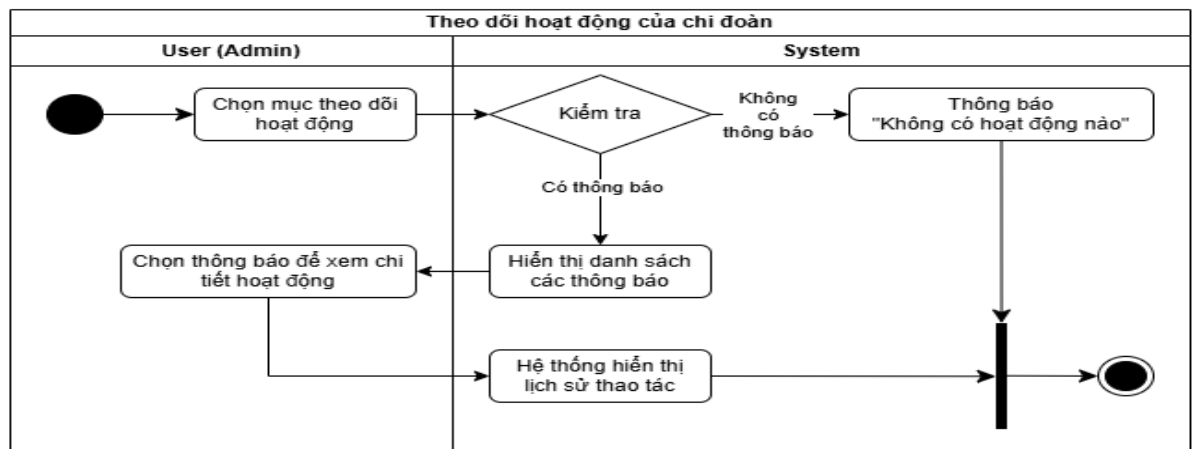 Theo dõi hoạt động của chi đoàn
User (Admin)
System
Chọn mục theo dõi
hoạt động
Kiểm tra
Không
có
thông báo
Thông báo
"Không có hoạt động nào"
Có thông báo
Chọn thông báo để xem chi
tiết hoạt động
Hiển thị danh sách
các thông báo
Hệ thống hiển thị
lịch sử thao tác